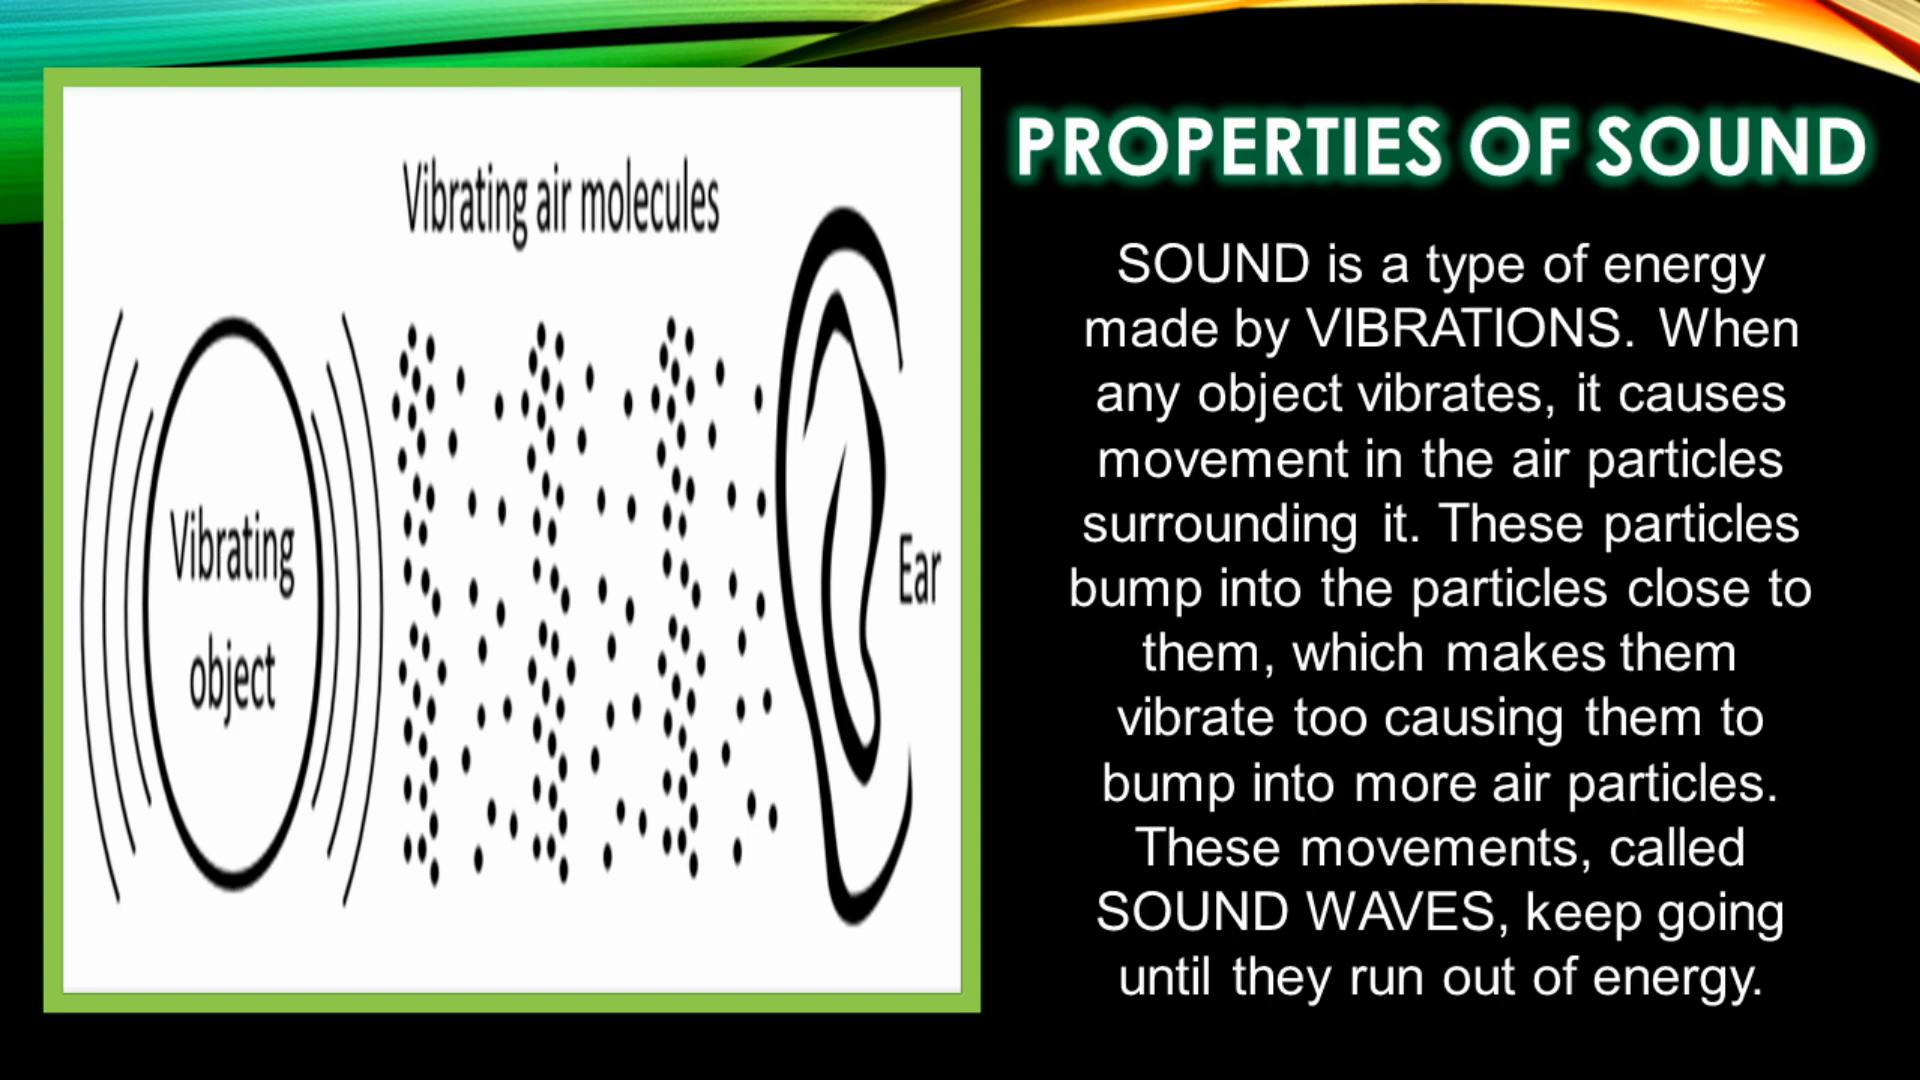 Vibrating air molecules
Vibrating
object
Ear
PROPERTIES OF SOUND
SOUND is a type of energy
made by VIBRATIONS. When
any object vibrates, it causes
movement in the air particles
surrounding it. These particles
bump into the particles close to
them, which makes them
vibrate too causing them to
bump into more air particles.
These movements, called
SOUND WAVES, keep going
until they run out of energy.